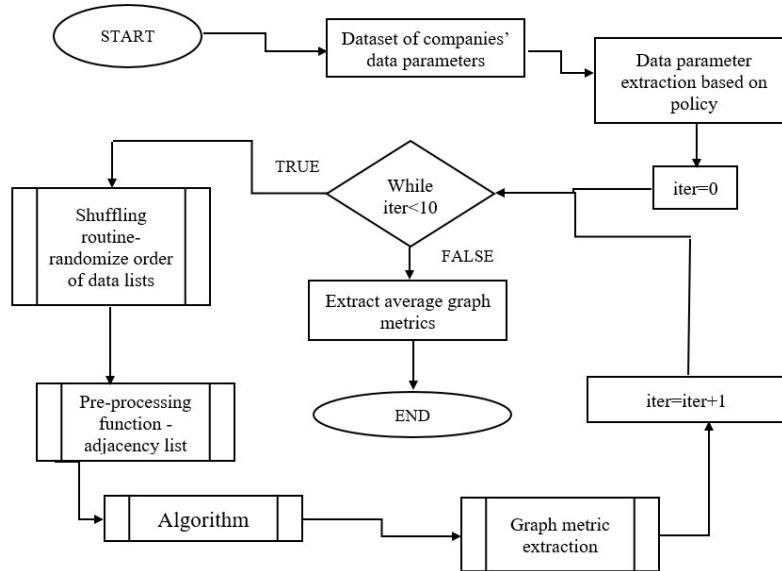 START
Dataset of companies’
data parameters
Data parameter
extraction based on
policy
iter=0
While
iter<10
TRUE
FALSE
Shuffling
routine-
randomize order
of data lists
Extract average graph
metrics
END
Pre-processing
function -
adjacency list
Algorithm
Graph metric
extraction
iter=iter+1